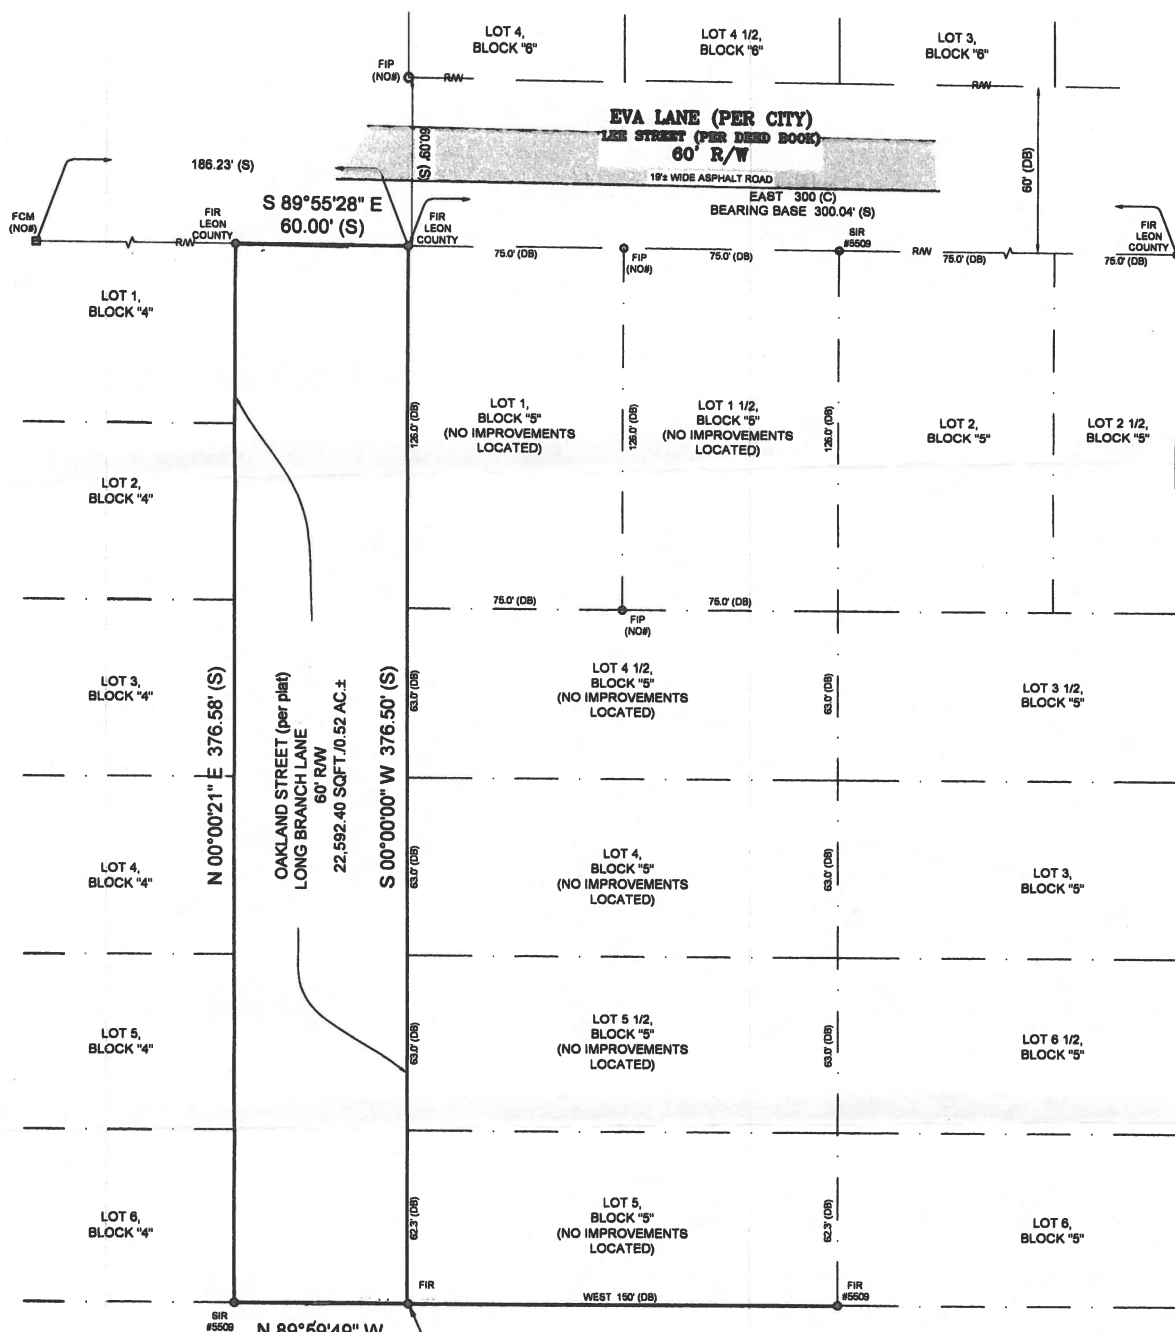 LOT 4,
BLOCK "6"
LOT 4 1/2,
BLOCK "6"
LOT 3,
BLOCK "6"
FIP
(NO#)
R/W
R/W
EVA LANE (PER CITY)
LEE STREET (PER DEED BOOK)
60' R/W
19'± WIDE ASPHALT ROAD
60.09' (S)
60' (DB)
186.23' (S)
EAST 300 (C)
BEARING BASE 300.04' (S)
S 89°55'28" E
60.00' (S)
FCM
(NO#)
R/W
FIR
LEON
COUNTY
FIR
LEON
COUNTY
75.0' (DB)
FIP
(NO#)
75.0' (DB)
SIR
#5509
R/W
75.0' (DB)
75.0' (DB)
FIR
LEON
COUNTY
LOT 1,
BLOCK "4"
126.0' (DB)
LOT 1,
BLOCK "5"
(NO IMPROVEMENTS
LOCATED)
126.0' (DB)
LOT 1 1/2,
BLOCK "5"
(NO IMPROVEMENTS
LOCATED)
126.0' (DB)
LOT 2,
BLOCK "5"
LOT 2 1/2,
BLOCK "5"
LOT 2,
BLOCK "4"
75.0' (DB)
FIP
(NO#)
75.0' (DB)
LOT 3,
BLOCK "4"
N 00°00'21" E 376.58' (S)
OAKLAND STREET (per plat)
LONG BRANCH LANE
60' R/W
22,592.40 SQFT./0.52 AC.±
S 00°00'00" W 376.50' (S)
63.0' (DB)
LOT 4 1/2,
BLOCK "5"
(NO IMPROVEMENTS
LOCATED)
63.0' (DB)
LOT 3 1/2,
BLOCK "5"
LOT 4,
BLOCK "4"
63.0' (DB)
LOT 4,
BLOCK "5"
(NO IMPROVEMENTS
LOCATED)
63.0' (DB)
LOT 3,
BLOCK "5"
LOT 5,
BLOCK "4"
63.0' (DB)
LOT 5 1/2,
BLOCK "5"
(NO IMPROVEMENTS
LOCATED)
63.0' (DB)
LOT 6 1/2,
BLOCK "5"
LOT 6,
BLOCK "4"
62.3' (DB)
LOT 5,
BLOCK "5"
(NO IMPROVEMENTS
LOCATED)
62.3' (DB)
LOT 6,
BLOCK "5"
SIR
#5509
FIR
WEST 150' (DB)
FIR
#5509
N 89°59'49" W